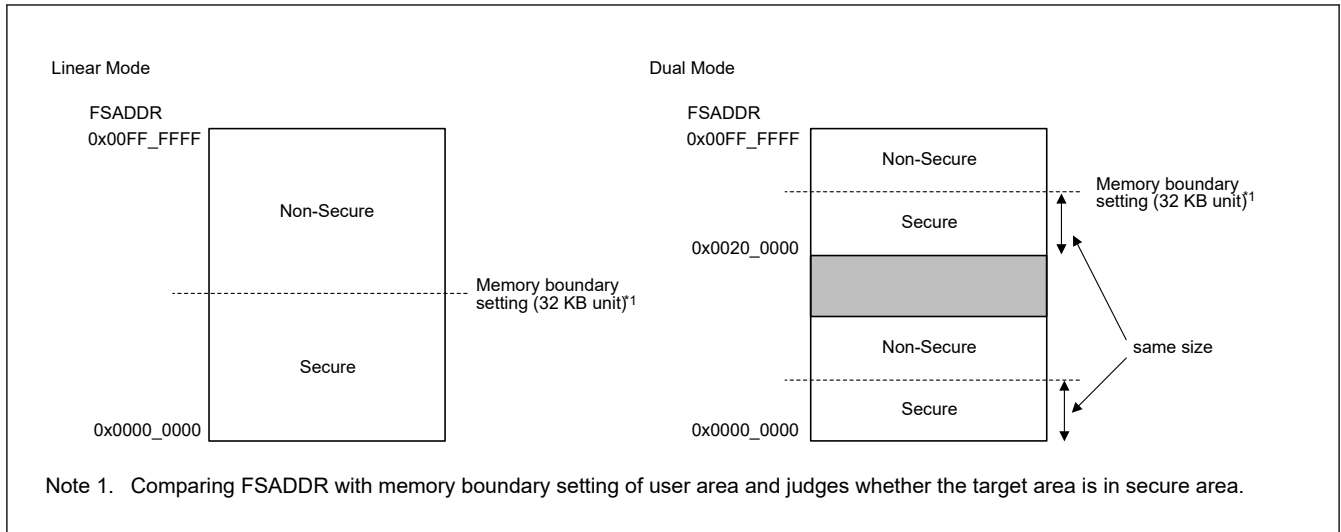 Linear Mode
FSADDR
0x00FF_FFFF
Non-Secure
Memory boundary
setting (32 KB unit)*1
Secure
0x0000_0000
Dual Mode
FSADDR
0x00FF_FFFF
Non-Secure
Memory boundary
setting (32 KB unit)*1
Secure
0x0020_0000
Non-Secure
same size
Secure
0x0000_0000
Note 1. Comparing FSADDR with memory boundary setting of user area and judges whether the target area is in secure area.